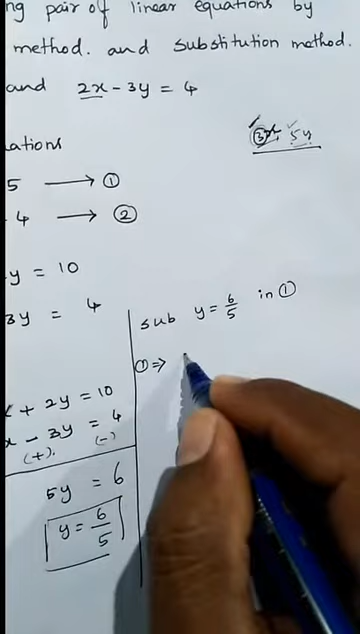 ng pair of linear equations by
method. and substitution method.
and 2x - 3y = 4
5y
ations
5 → ①
4 → ②
y = 10
3y = 4
+ 2y = 10
x - 3y = 4
(+) (-)
5y = 6
y = 6/5
sub y = 6/5 in ①
① ⇒